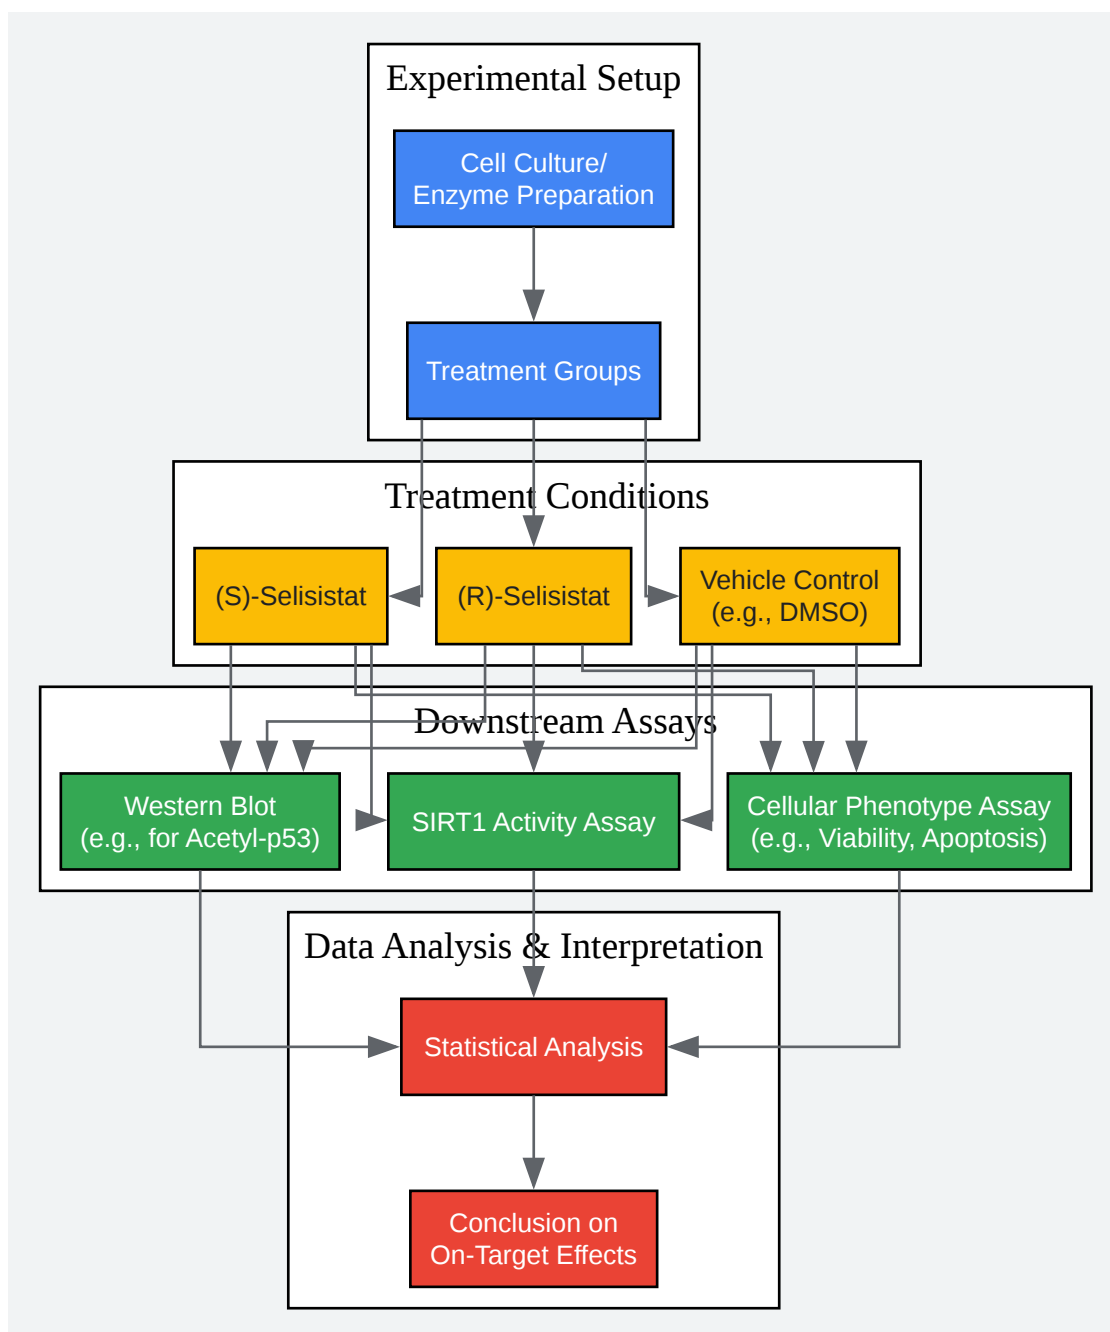 Experimental Setup
Cell Culture/
Enzyme Preparation
Treatment Groups
Treatment Conditions
(S)-Selisistat
(R)-Selisistat
Vehicle Control
(e.g., DMSO)
Downstream Assays
Western Blot
(e.g., for Acetyl-p53)
SIRT1 Activity Assay
Cellular Phenotype Assay
(e.g., Viability, Apoptosis)
Data Analysis & Interpretation
Statistical Analysis
Conclusion on
On-Target Effects